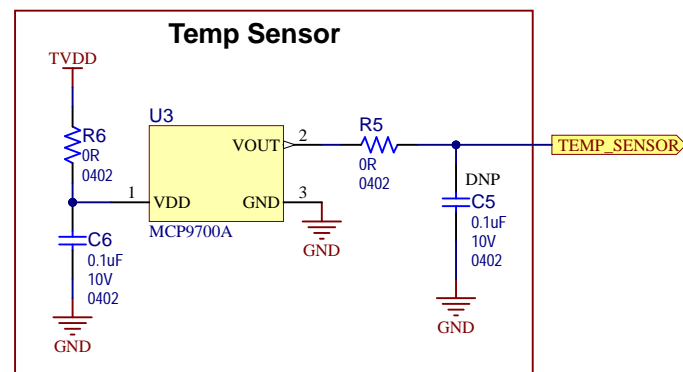 Temp Sensor
TVDD
R6
0R
0402
U3
VOUT
2
1
VDD
GND
3
MCP9700A
GND
C6
0.1uF
10V
0402
GND
R5
0R
0402
TEMP_SENSOR
DNP
C5
0.1uF
10V
0402
GND